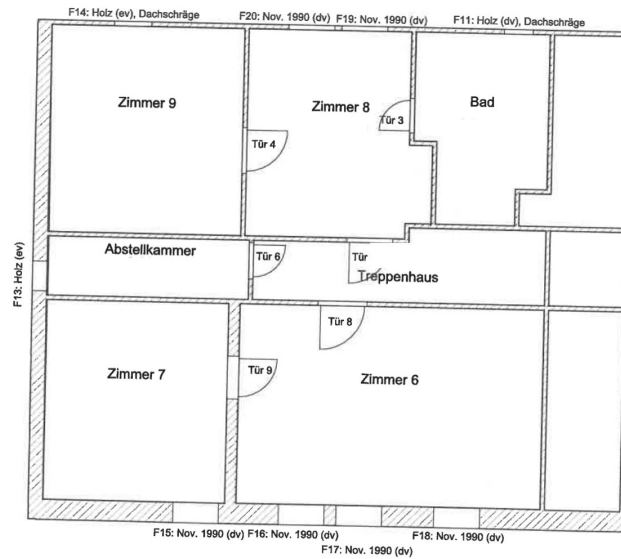 F14: Holz (ev), Dachschräge
F20: Nov. 1990 (dv)
F19: Nov. 1990 (dv)
F11: Holz (dv), Dachschräge
Zimmer 9
Zimmer 8
Bad
Tür 3
Tür 4
Abstellkammer
Tür 6
Tür
Treppenhaus
F13: Holz (ev)
Tür 8
Zimmer 7
Tür 9
Zimmer 6
F15: Nov. 1990 (dv)
F16: Nov. 1990 (dv)
F17: Nov. 1990 (dv)
F18: Nov. 1990 (dv)